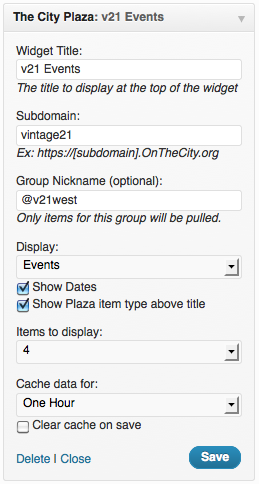 The City Plaza: v21 Events
Widget Title:
v21 Events
The title to display at the top of the widget
Subdomain:
vintage21
Ex: https://[subdomain].OnTheCity.org
Group Nickname (optional):
@v21west
Only items for this group will be pulled.
Display:
Events
Show Dates
Show Plaza item type above title
Items to display:
4
Cache data for:
One Hour
Clear cache on save
Delete | Close Save